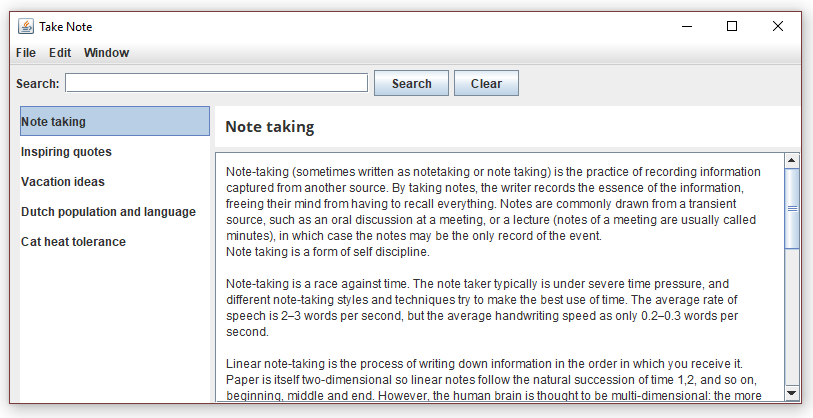 Take Note
File Edit Window
Search: Search Clear
Note taking
Inspiring quotes
Vacation ideas
Dutch population and language
Cat heat tolerance
Note taking
Note-taking (sometimes written as notetaking or note taking) is the practice of recording information
captured from another source. By taking notes, the writer records the essence of the information,
freeing their mind from having to recall everything. Notes are commonly drawn from a transient
source, such as an oral discussion at a meeting, or a lecture (notes of a meeting are usually called
minutes), in which case the notes may be the only record of the event.
Note taking is a form of self discipline.
Note-taking is a race against time. The note taker typically is under severe time pressure, and
different note-taking styles and techniques try to make the best use of time. The average rate of
speech is 2–3 words per second, but the average handwriting speed as only 0.2–0.3 words per
second.
Linear note-taking is the process of writing down information in the order in which you receive it.
Paper is itself two-dimensional so linear notes follow the natural succession of time 1,2, and so on,
beginning, middle and end. However, the human brain is thought to be multi-dimensional: the more